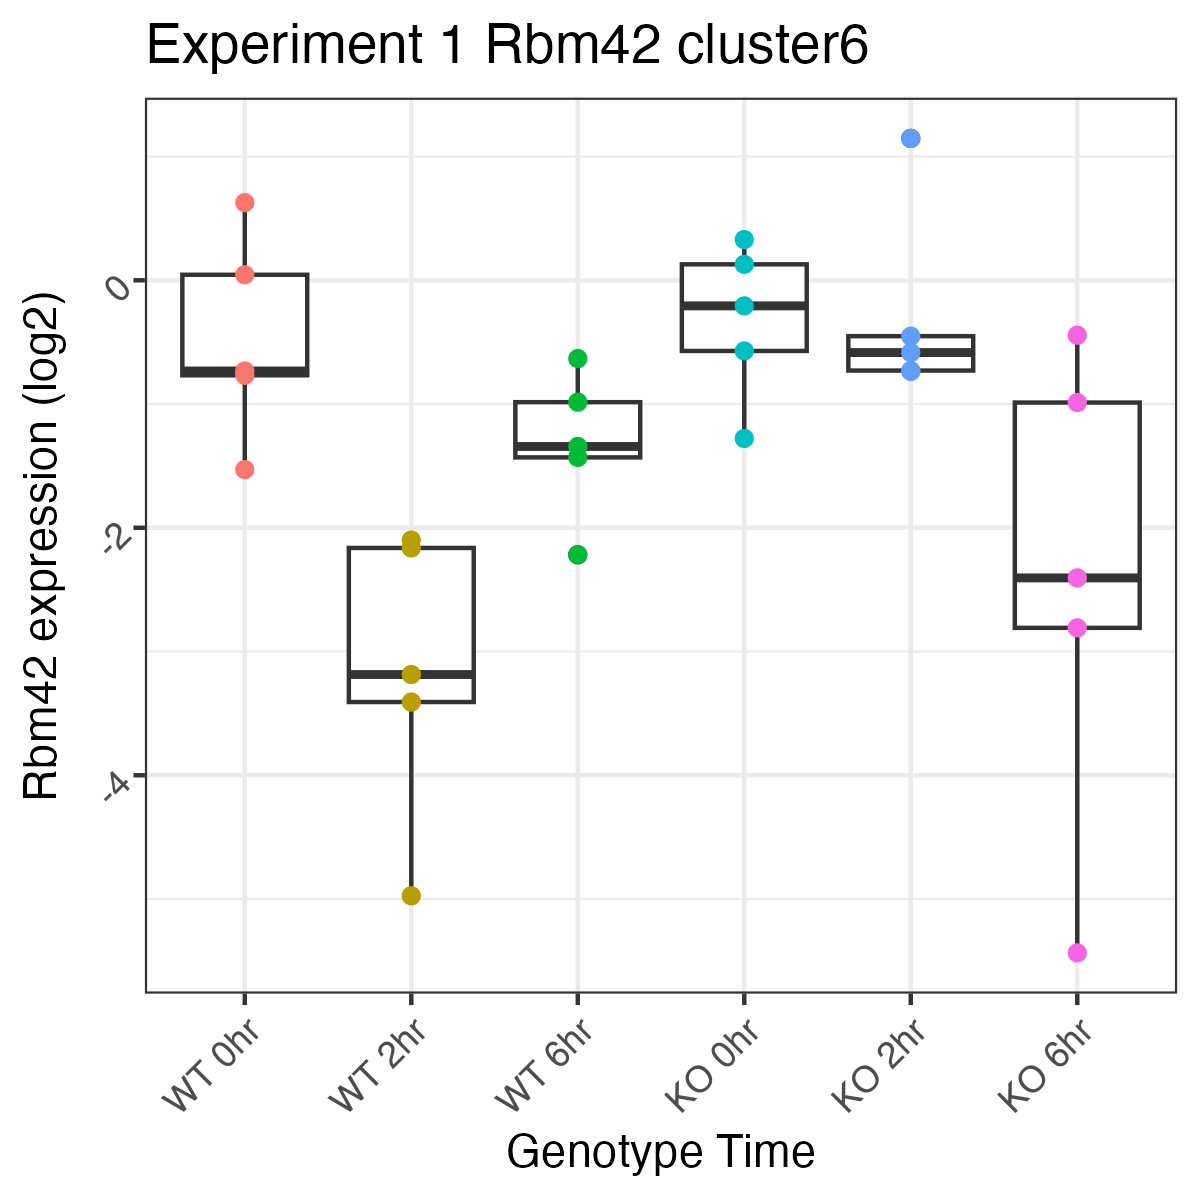 Experiment 1 Rbm42 cluster6
Rbm42 expression (log2)
0
-2
-4
WT 0hr
WT 2hr
WT 6hr
KO 0hr
KO 2hr
KO 6hr
Genotype Time